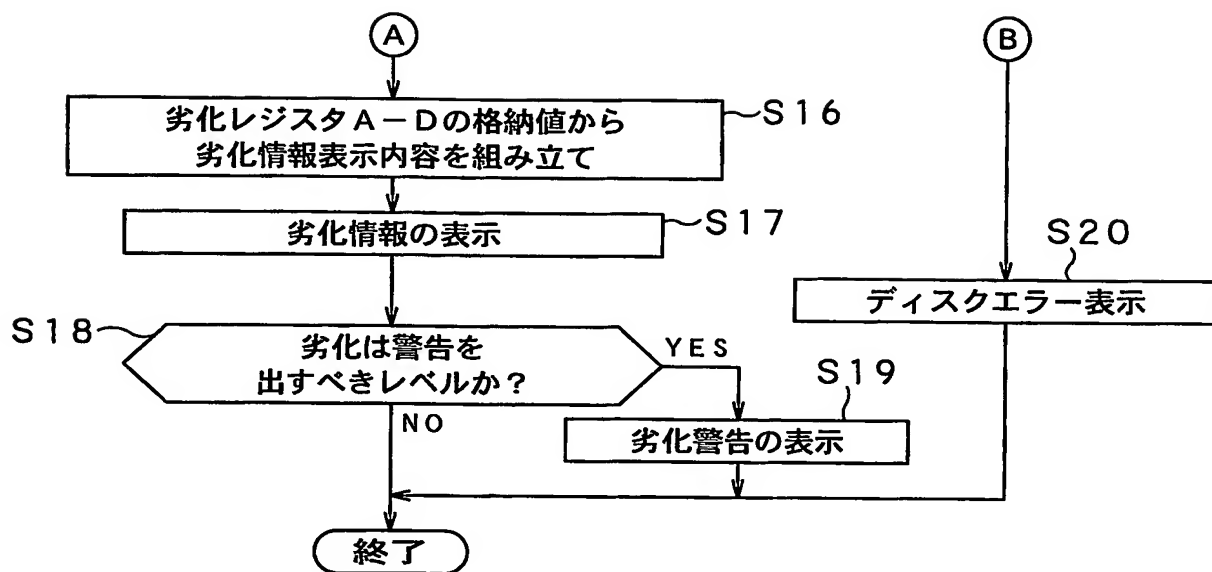 A
B
劣化レジスタA－Dの格納値から
劣化情報表示内容を組み立て
S16
劣化情報の表示
S17
S20
ディスクエラー表示
S18
劣化は警告を
出すべきレベルか？
YES
NO
S19
劣化警告の表示
終了